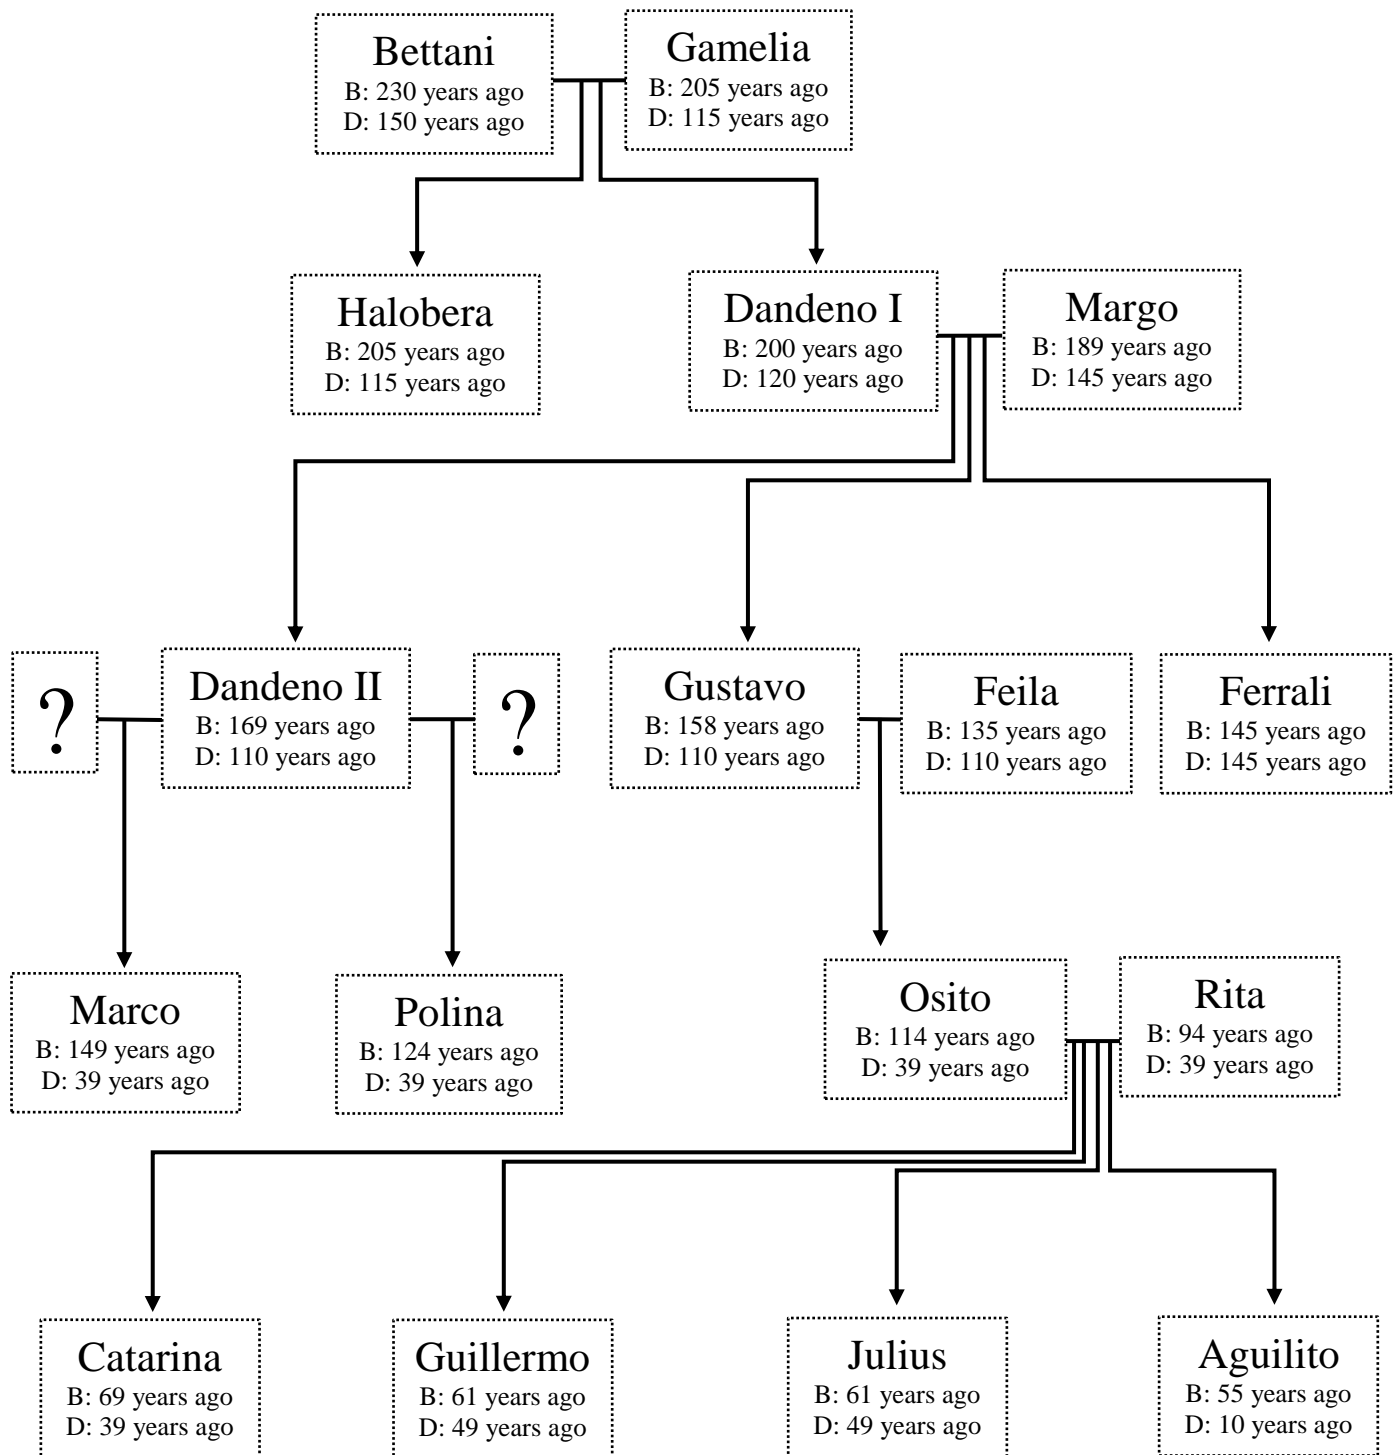 Bettani
B: 230 years ago
D: 150 years ago
Gamelia
B: 205 years ago
D: 115 years ago
Halobera
B: 205 years ago
D: 115 years ago
Dandeno I
B: 200 years ago
D: 120 years ago
Margo
B: 189 years ago
D: 145 years ago
?
Dandeno II
B: 169 years ago
D: 110 years ago
?
Gustavo
B: 158 years ago
D: 110 years ago
Feila
B: 135 years ago
D: 110 years ago
Ferrali
B: 145 years ago
D: 145 years ago
Marco
B: 149 years ago
D: 39 years ago
Polina
B: 124 years ago
D: 39 years ago
Osito
B: 114 years ago
D: 39 years ago
Rita
B: 94 years ago
D: 39 years ago
Catarina
B: 69 years ago
D: 39 years ago
Guillermo
B: 61 years ago
D: 49 years ago
Julius
B: 61 years ago
D: 49 years ago
Aguilito
B: 55 years ago
D: 10 years ago